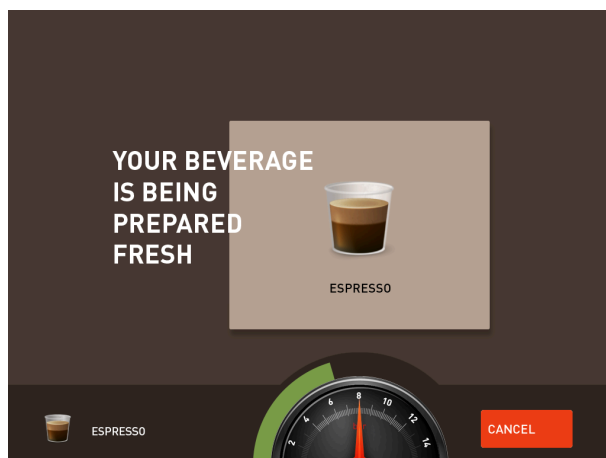 YOUR BEVERAGE
IS BEING
PREPARED
FRESH
ESPRESSO
2 4 6 8 10 12 14
ESPRESSO
CANCEL